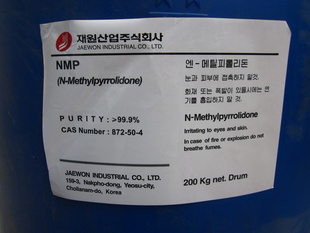 재원산업주식회사
JAEWON INDUSTRIAL CO., LTD.
NMP
(N-Methylpyrrolidone)
PURITY: >99.9%
CAS Number : 872-50-4
JAEWON INDUSTRIAL CO., LTD.
159-3, Nakpho-dong, Yeosu-city,
Chollanam-do, Korea
엔-메틸피롤리돈
눈과 피부에 접촉하지 말것.
화재 또는 폭발이 있을시에는 연
기를 흡입하지 말 것.
N-Methylpyrrolidone
Irritating to eyes and skin.
In case of fire or explosion do not
breathe fumes.
200 Kg net. Drum